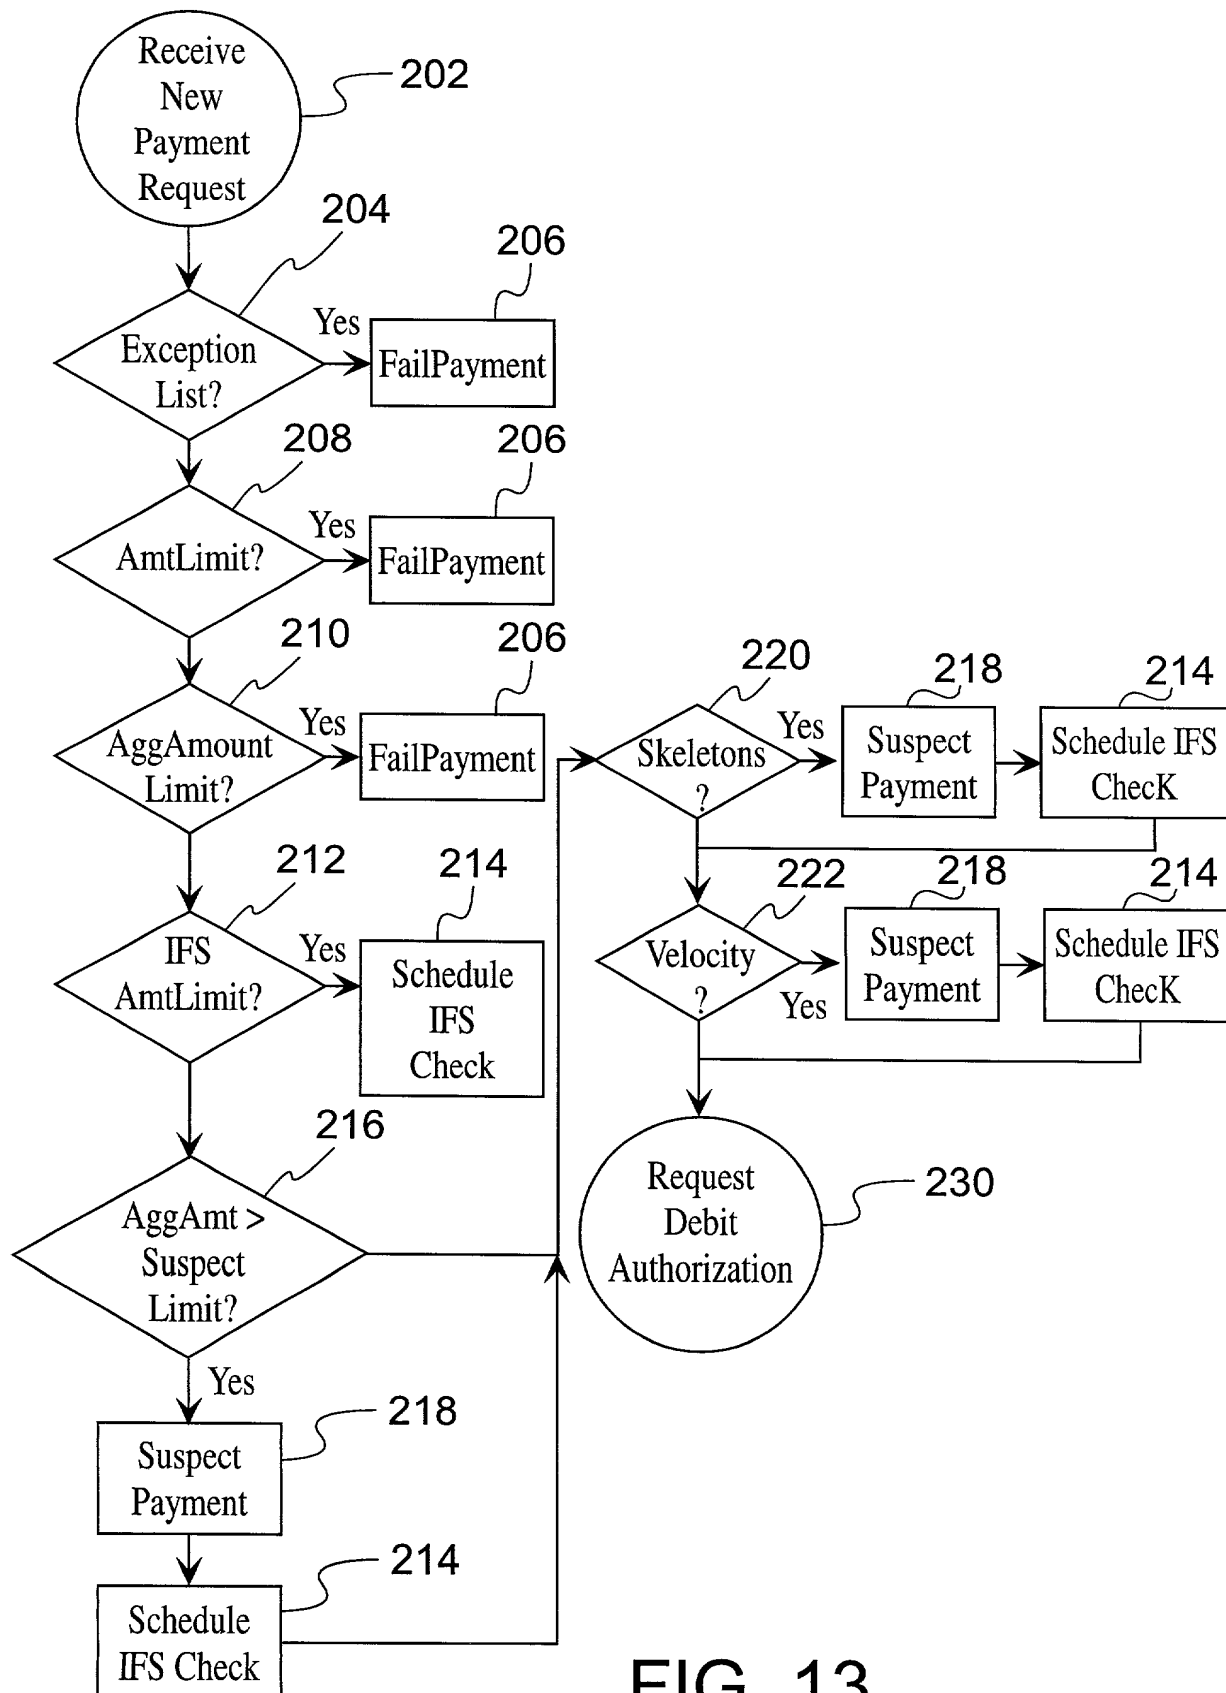 Receive
New
Payment
Request
202
204
Exception
List?
Yes
206
FailPayment
208
AmtLimit?
Yes
206
FailPayment
210
AggAmount
Limit?
Yes
206
FailPayment
212
IFS
AmtLimit?
Yes
214
Schedule
IFS
Check
216
AggAmt >
Suspect
Limit?
Yes
218
Suspect
Payment
214
Schedule
IFS Check
220
Skeletons
?
Yes
218
Suspect
Payment
214
Schedule IFS
ChecK
222
Velocity
?
Yes
218
Suspect
Payment
214
Schedule IFS
ChecK
Request
Debit
Authorization
230
FIG. 13